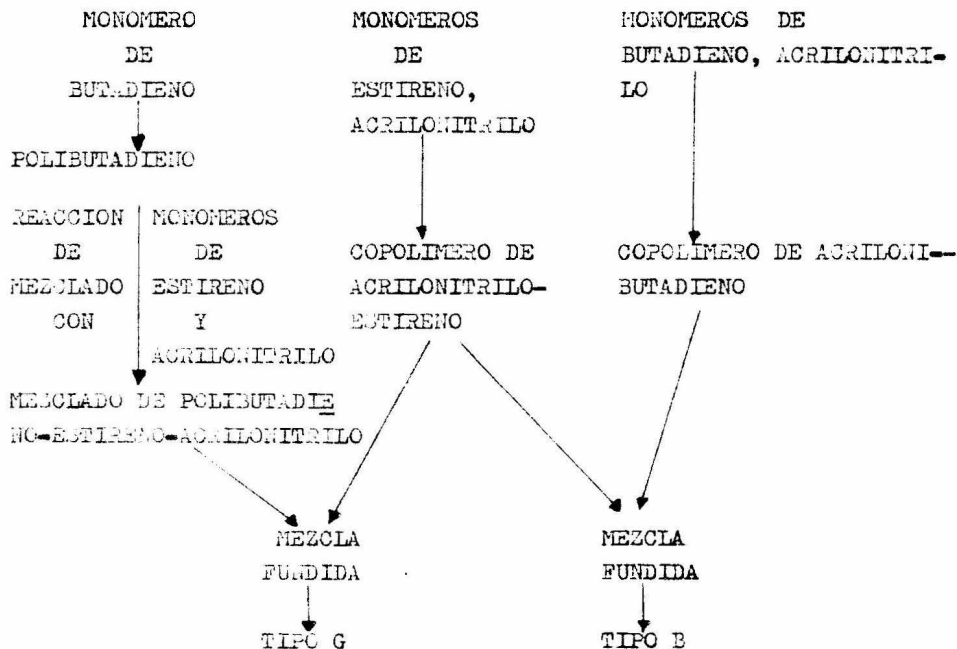 MONOMERO
DE
BUTADIENO
POLIBUTADIENO
REACCION
DE
MEZCLADO
CON
MONOMEROS
DE
ESTIRENO
Y
ACRILONITRILO
MEZCLADO DE POLIBUTADIE
NO-ESTIRENO-ACRILONITRILO
MONOMEROS
DE
ESTIRENO,
ACRILONITRILO
COPOLIMERO DE
ACRILONITRILO-
ESTIRENO
MONOMEROS DE
BUTADIENO, ACRILONITRI-
LO
COPOLIMERO DE ACRILONI--
BUTADIENO
MEZCLA
FUNDIDA
TIPO G
MEZCLA
FUNDIDA
TIPO B